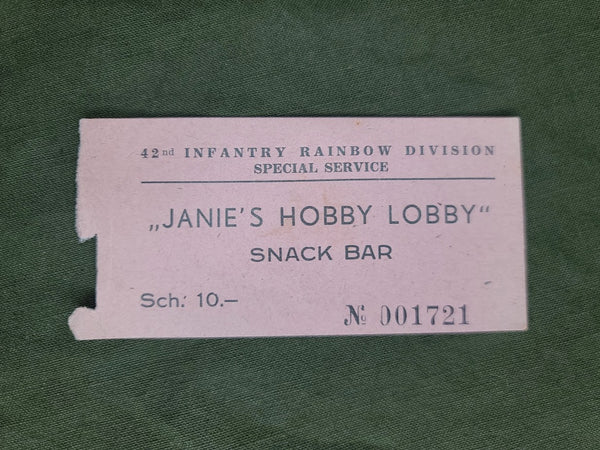 42nd INFANTRY RAINBOW DIVISION
SPECIAL SERVICE
„JANIE'S HOBBY LOBBY“
SNACK BAR
Sch: 10.—
№ 001721